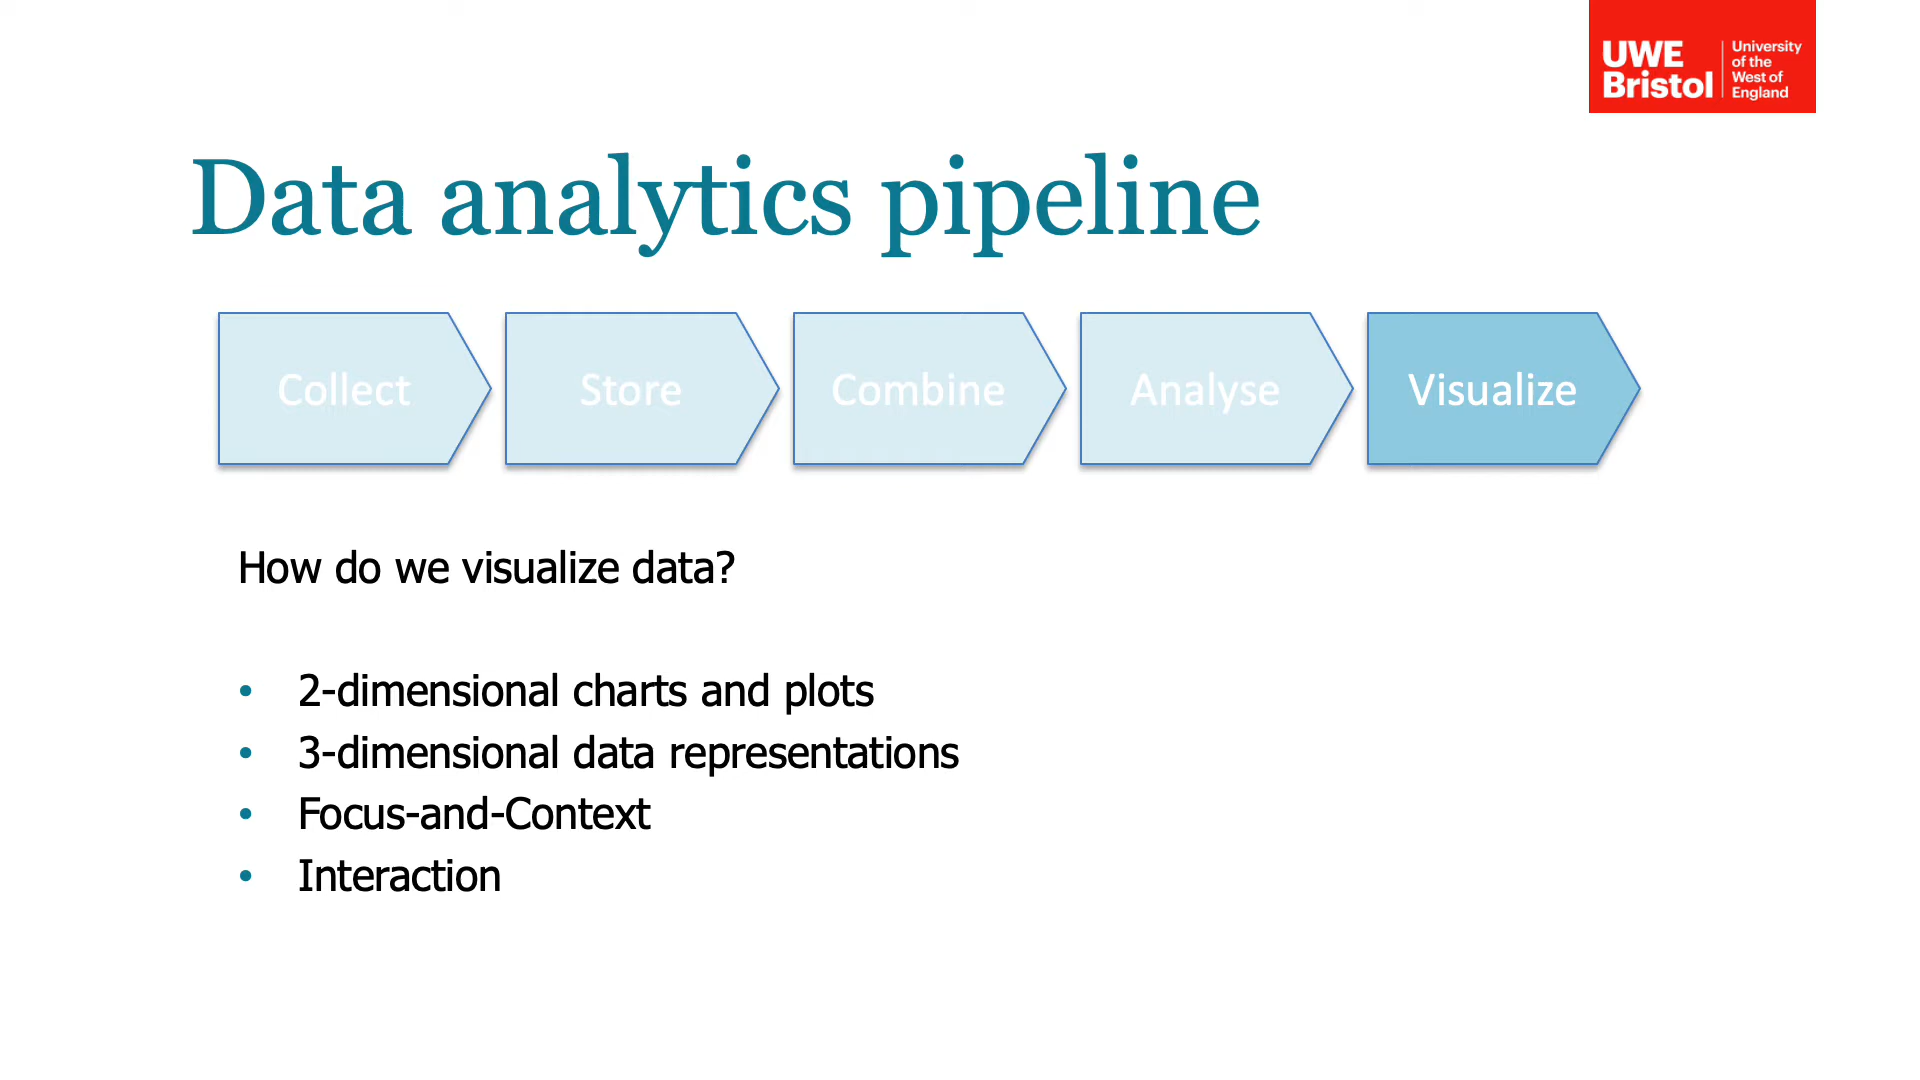 UWE
Bristol
University
of the
West of
England
Data analytics pipeline
Collect
Store
Combine
Analyse
Visualize
How do we visualize data?
• 2-dimensional charts and plots
• 3-dimensional data representations
• Focus-and-Context
• Interaction